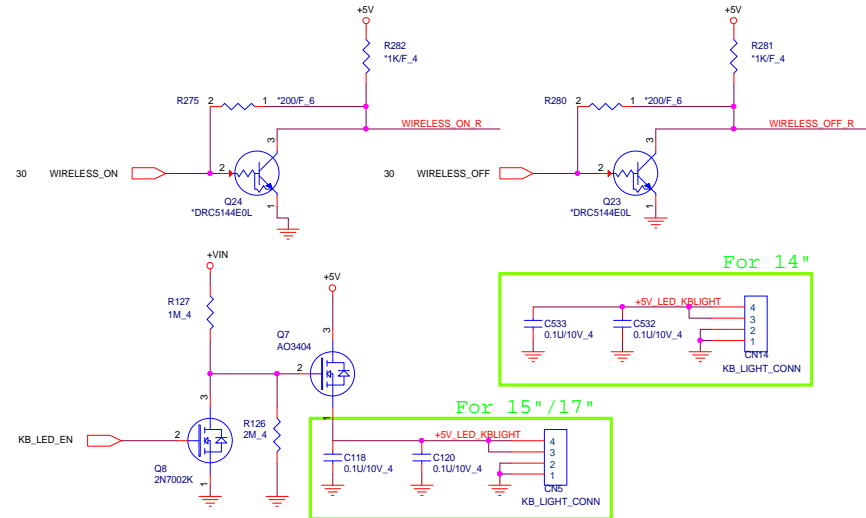 +5V
R282
*1K/F_4
R275
2
1
*200/F_6
WIRELESS_ON_R
3
30
WIRELESS_ON
2
Q24
*DRC5144E0L
1
+5V
R281
*1K/F_4
R280
2
1
*200/F_6
WIRELESS_OFF_R
3
30
WIRELESS_OFF
2
Q23
*DRC5144E0L
1
+VIN
R127
1M_4
+5V
Q7
AO3404
3
2
1
3
KB_LED_EN
2
Q8
2N7002K
1
R126
2M_4
For 14"
+5V_LED_KBLIGHT
C533
0.1U/10V_4
C532
0.1U/10V_4
4
3
2
1
CN14
KB_LIGHT_CONN
For 15"/17"
+5V_LED_KBLIGHT
C118
0.1U/10V_4
C120
0.1U/10V_4
4
3
2
1
CN5
KB_LIGHT_CONN